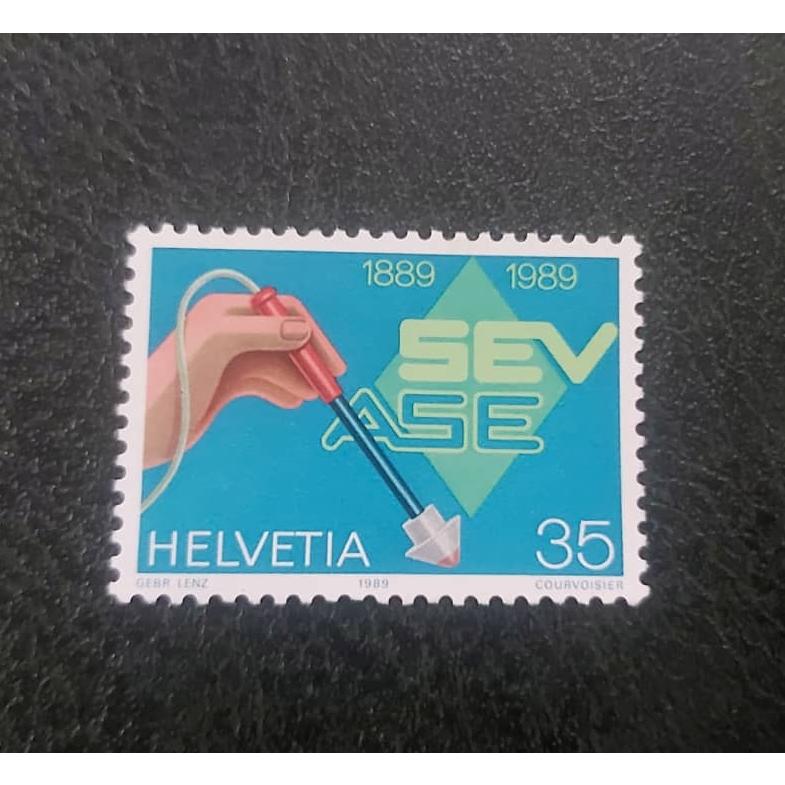 1889 1989
SEV
ASE
HELVETIA 35
GEBR. LENZ 1989 COURVOISIER